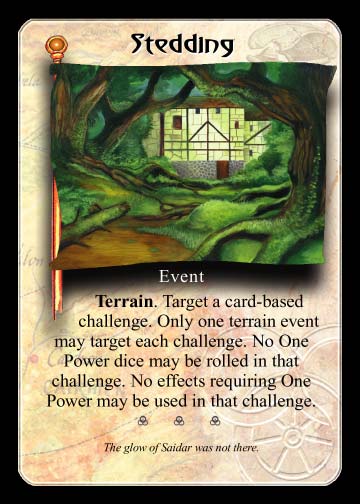 Stedding
Event
Terrain. Target a card-based
challenge. Only one terrain event
may target each challenge. No One
Power dice may be rolled in that
challenge. No effects requiring One
Power may be used in that challenge.
The glow of Saidar was not there.